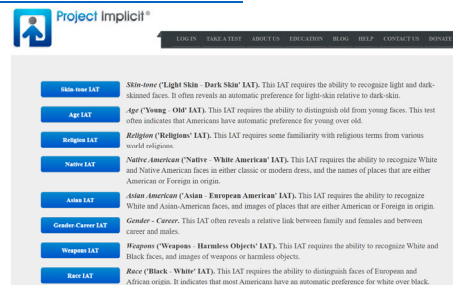 Project Implicit®
LOG IN TAKE A TEST ABOUT US EDUCATION BLOG HELP CONTACT US DONATE
Skin-tone IAT
Skin-tone ('Light Skin - Dark Skin' IAT). This IAT requires the ability to recognize light and dark-
skinned faces. It often reveals an automatic preference for light-skin relative to dark-skin.
Age IAT
Age ('Young - Old' IAT). This IAT requires the ability to distinguish old from young faces. This test
often indicates that Americans have automatic preference for young over old.
Religion IAT
Religion ('Religions' IAT). This IAT requires some familiarity with religious terms from various
world religions.
Native IAT
Native American ('Native - White American' IAT). This IAT requires the ability to recognize White
and Native American faces in either classic or modern dress, and the names of places that are either
American or Foreign in origin.
Asian IAT
Asian American ('Asian - European American' IAT). This IAT requires the ability to recognize
White and Asian-American faces, and images of places that are either American or Foreign in origin.
Gender-Career IAT
Gender - Career. This IAT often reveals a relative link between family and females and between
career and males.
Weapons IAT
Weapons ('Weapons - Harmless Objects' IAT). This IAT requires the ability to recognize White and
Black faces, and images of weapons or harmless objects.
Race IAT
Race ('Black - White' IAT). This IAT requires the ability to distinguish faces of European and
African origin. It indicates that most Americans have an automatic preference for white over black.